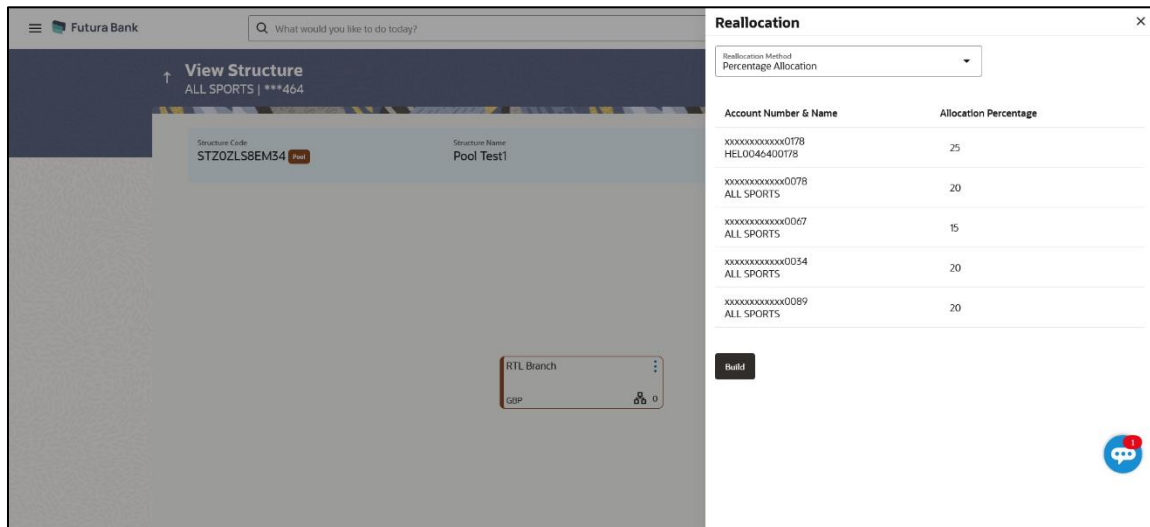 Futura Bank
What would you like to do today?
View Structure
ALL SPORTS | ***464
Structure Code
STZ0ZLS8EM34 Pool
Structure Name
Pool Test1
RTL Branch
GBP
0
Reallocation
Reallocation Method
Percentage Allocation
Account Number & Name Allocation Percentage
xxxxxxxxxxxx0178
HEL0046400178
25
xxxxxxxxxxxx0078
ALL SPORTS
20
xxxxxxxxxxxx0067
ALL SPORTS
15
xxxxxxxxxxxx0034
ALL SPORTS
20
xxxxxxxxxxxx0089
ALL SPORTS
20
Build
1